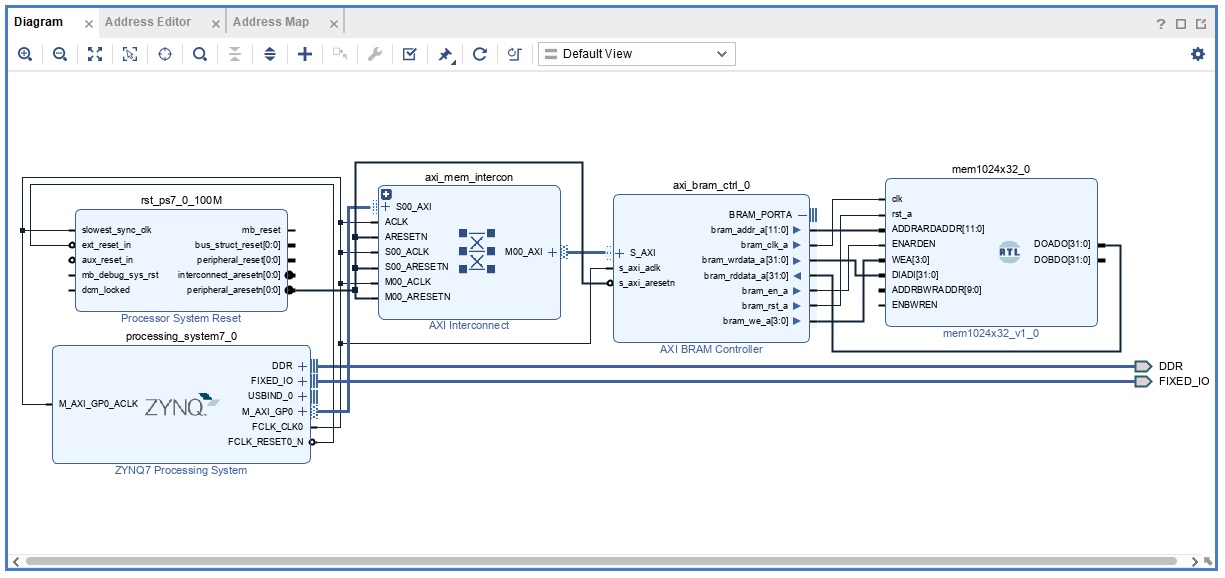 Diagram
Address Editor
Address Map
Default View
rst_ps7_0_100M
slowest_sync_clk
ext_reset_in
aux_reset_in
mb_debug_sys_rst
dcm_locked
mb_reset
bus_struct_reset[0:0]
peripheral_reset[0:0]
interconnect_aresetn[0:0]
peripheral_aresetn[0:0]
Processor System Reset
processing_system7_0
M_AXI_GP0_ACLK
ZYNQ
DDR
FIXED_IO
USBIND_0
M_AXI_GP0
FCLK_CLK0
FCLK_RESET0_N
ZYNQ7 Processing System
axi_mem_intercon
S00_AXI
ACLK
ARESETN
S00_ACLK
S00_ARESETN
M00_ACLK
M00_ARESETN
M00_AXI
AXI Interconnect
axi_bram_ctrl_0
S_AXI
s_axi_aclk
s_axi_aresetn
BRAM_PORTA
bram_addr_a[11:0]
bram_clk_a
bram_wrdata_a[31:0]
bram_rddata_a[31:0]
bram_en_a
bram_rst_a
bram_we_a[3:0]
AXI BRAM Controller
mem1024x32_0
clk
rst_a
ADDRARDADDR[11:0]
ENARDEN
WEA[3:0]
DIADI[31:0]
ADDRBWRADDR[9:0]
ENBWREN
RTL
DOADO[31:0]
DOBDO[31:0]
mem1024x32_v1_0
DDR
FIXED_IO